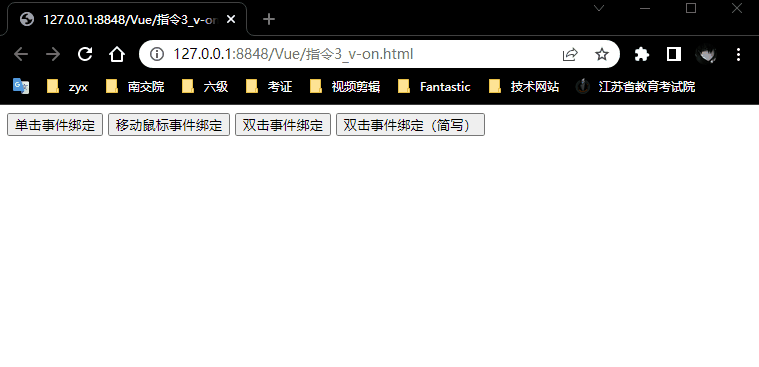 127.0.0.1:8848/Vue/指令3_v-on
127.0.0.1:8848/Vue/指令3_v-on.html
zyx 南交院 六级 考证 视频剪辑 Fantastic 技术网站 江苏省教育考试院
单击事件绑定 移动鼠标事件绑定 双击事件绑定 双击事件绑定（简写）